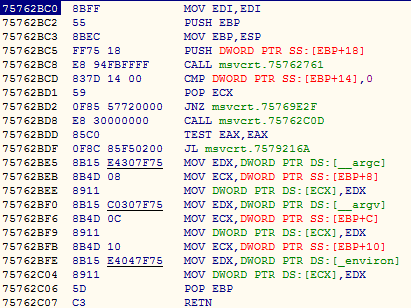 75762BC0 8BFF MOV EDI,EDI
75762BC2 55 PUSH EBP
75762BC3 8BEC MOV EBP,ESP
75762BC5 FF75 18 PUSH DWORD PTR SS:[EBP+18]
75762BC8 E8 94FBFFFF CALL msvcrt.75762761
75762BCD 837D 14 00 CMP DWORD PTR SS:[EBP+14],0
75762BD1 59 POP ECX
75762BD2 0F85 57720000 JNZ msvcrt.75769E2F
75762BD8 E8 30000000 CALL msvcrt.75762C0D
75762BDD 85C0 TEST EAX,EAX
75762BDF 0F8C 85F50200 JL msvcrt.7579216A
75762BE5 8B15 E4307F75 MOV EDX,DWORD PTR DS:[__argc]
75762BEB 8B4D 08 MOV ECX,DWORD PTR SS:[EBP+8]
75762BEE 8911 MOV DWORD PTR DS:[ECX],EDX
75762BF0 8B15 C0307F75 MOV EDX,DWORD PTR DS:[__argv]
75762BF6 8B4D 0C MOV ECX,DWORD PTR SS:[EBP+C]
75762BF9 8911 MOV DWORD PTR DS:[ECX],EDX
75762BFB 8B4D 10 MOV ECX,DWORD PTR SS:[EBP+10]
75762BFE 8B15 E4047F75 MOV EDX,DWORD PTR DS:[_environ]
75762C04 8911 MOV DWORD PTR DS:[ECX],EDX
75762C06 5D POP EBP
75762C07 C3 RETN